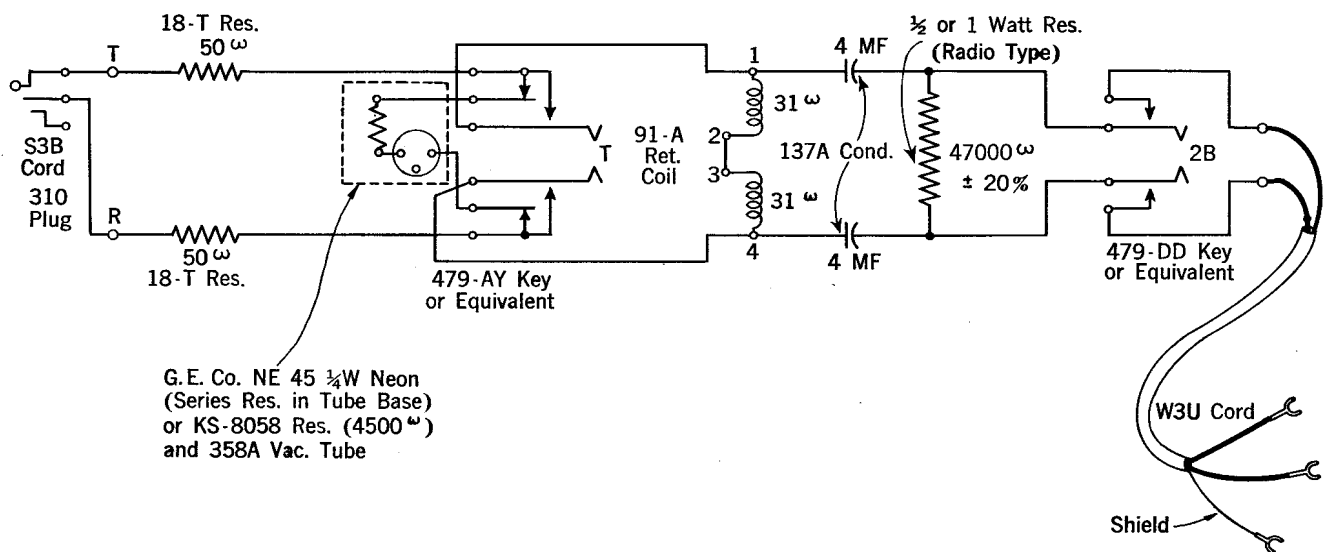 18-T Res.
50 ω
T
S3B
Cord
310
Plug
R
50 ω
18-T Res.
T
479-AY Key
or Equivalent
G.E. Co. NE 45 ¼W Neon
(Series Res. in Tube Base)
or KS-8058 Res. (4500 ω)
and 358A Vac. Tube
91-A
Ret.
Coil
1
31 ω
2
3
31 ω
4
4 MF
137A Cond.
4 MF
½ or 1 Watt Res.
(Radio Type)
47000 ω
± 20%
2B
479-DD Key
or Equivalent
W3U Cord
Shield